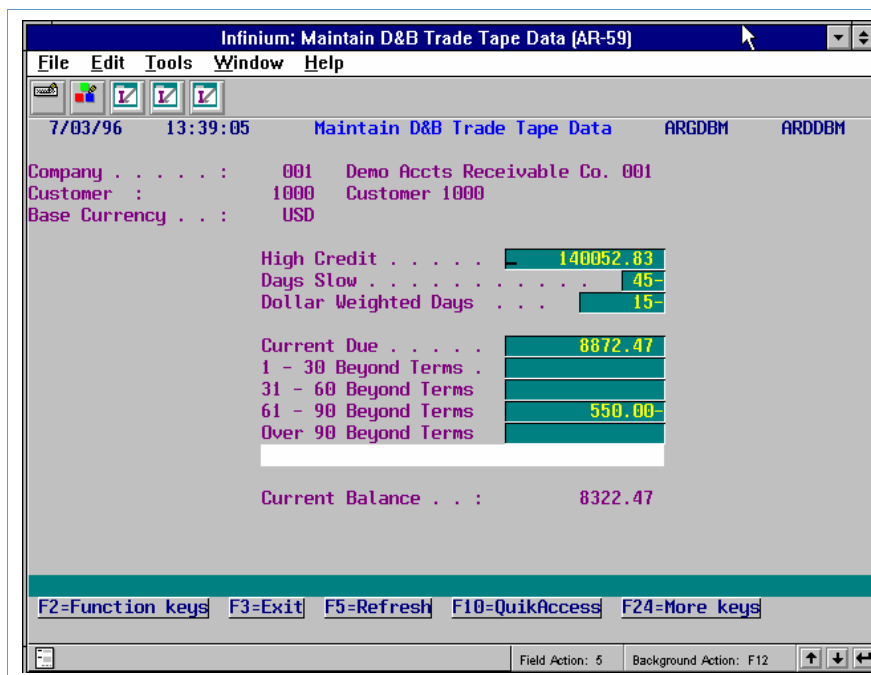 Infinium: Maintain D&B Trade Tape Data (AR-59)
File Edit Tools Window Help
7/03/96 13:39:05 Maintain D&B Trade Tape Data ARGDBM ARDDBM
Company . . . . . : 001 Demo Accts Receivable Co. 001
Customer : 1000 Customer 1000
Base Currency . . : USD
High Credit . . . . . 140052.83
Days Slow . . . . . . . . . . . 45-
Dollar Weighted Days . . . 15-
Current Due . . . . . 8872.47
1 - 30 Beyond Terms .
31 - 60 Beyond Terms
61 - 90 Beyond Terms 550.00-
Over 90 Beyond Terms
Current Balance . . : 8322.47
F2=Function keys F3=Exit F5=Refresh F10=QuikAccess F24=More keys
Field Action: 5 Background Action: F12